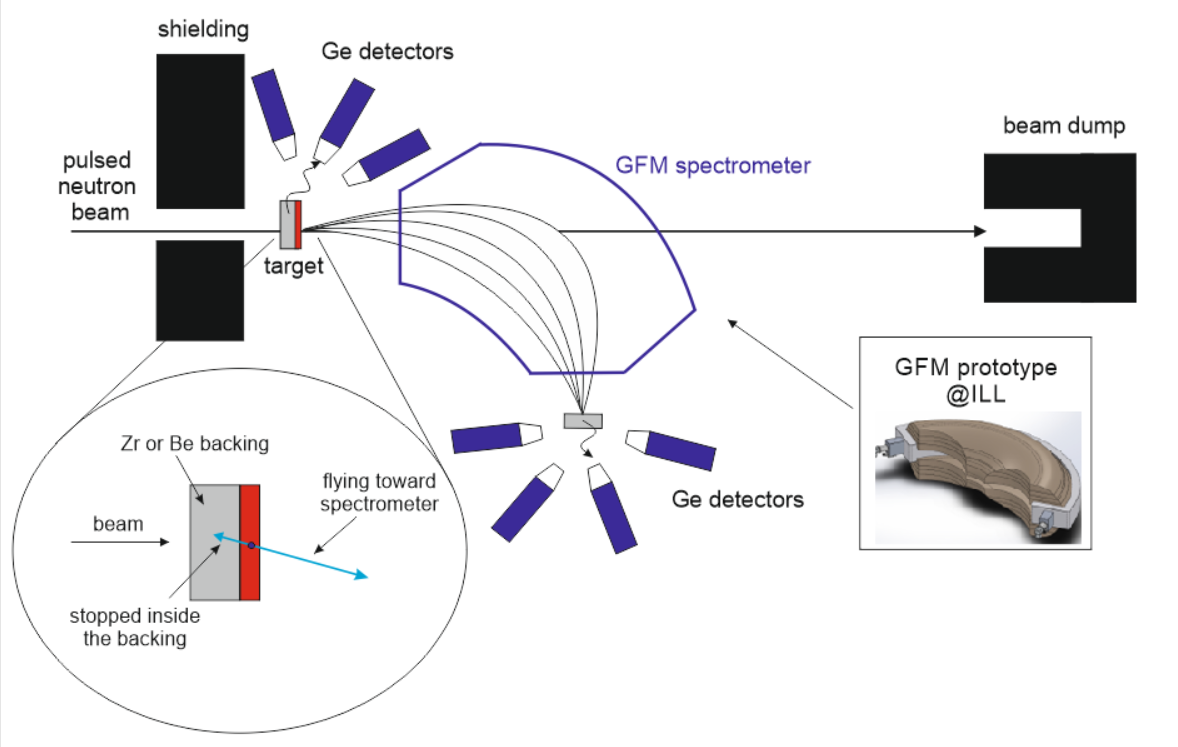 shielding
Ge detectors
pulsed
neutron
beam
target
GFM spectrometer
beam dump
GFM prototype
@ILL
Zr or Be backing
beam
flying toward
spectrometer
stopped inside
the backing
Ge detectors